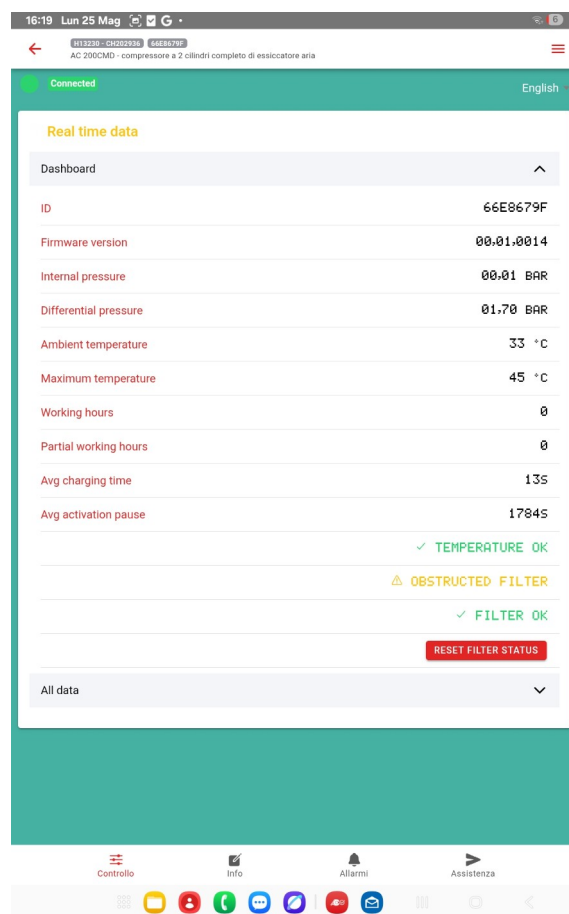 16:19 Lun 25 Mag G •
6
H13230 - CH202936 66E8679F
AC 200CMD - compressore a 2 cilindri completo di essiccatore aria
Connected
English
Real time data
Dashboard
ID 66E8679F
Firmware version 00,01,0014
Internal pressure 00,01 BAR
Differential pressure 01,70 BAR
Ambient temperature 33 °C
Maximum temperature 45 °C
Working hours 0
Partial working hours 0
Avg charging time 13S
Avg activation pause 1784S
✓ TEMPERATURE OK
⚠ OBSTRUCTED FILTER
✓ FILTER OK
RESET FILTER STATUS
All data
Controllo Info Allarmi Assistenza